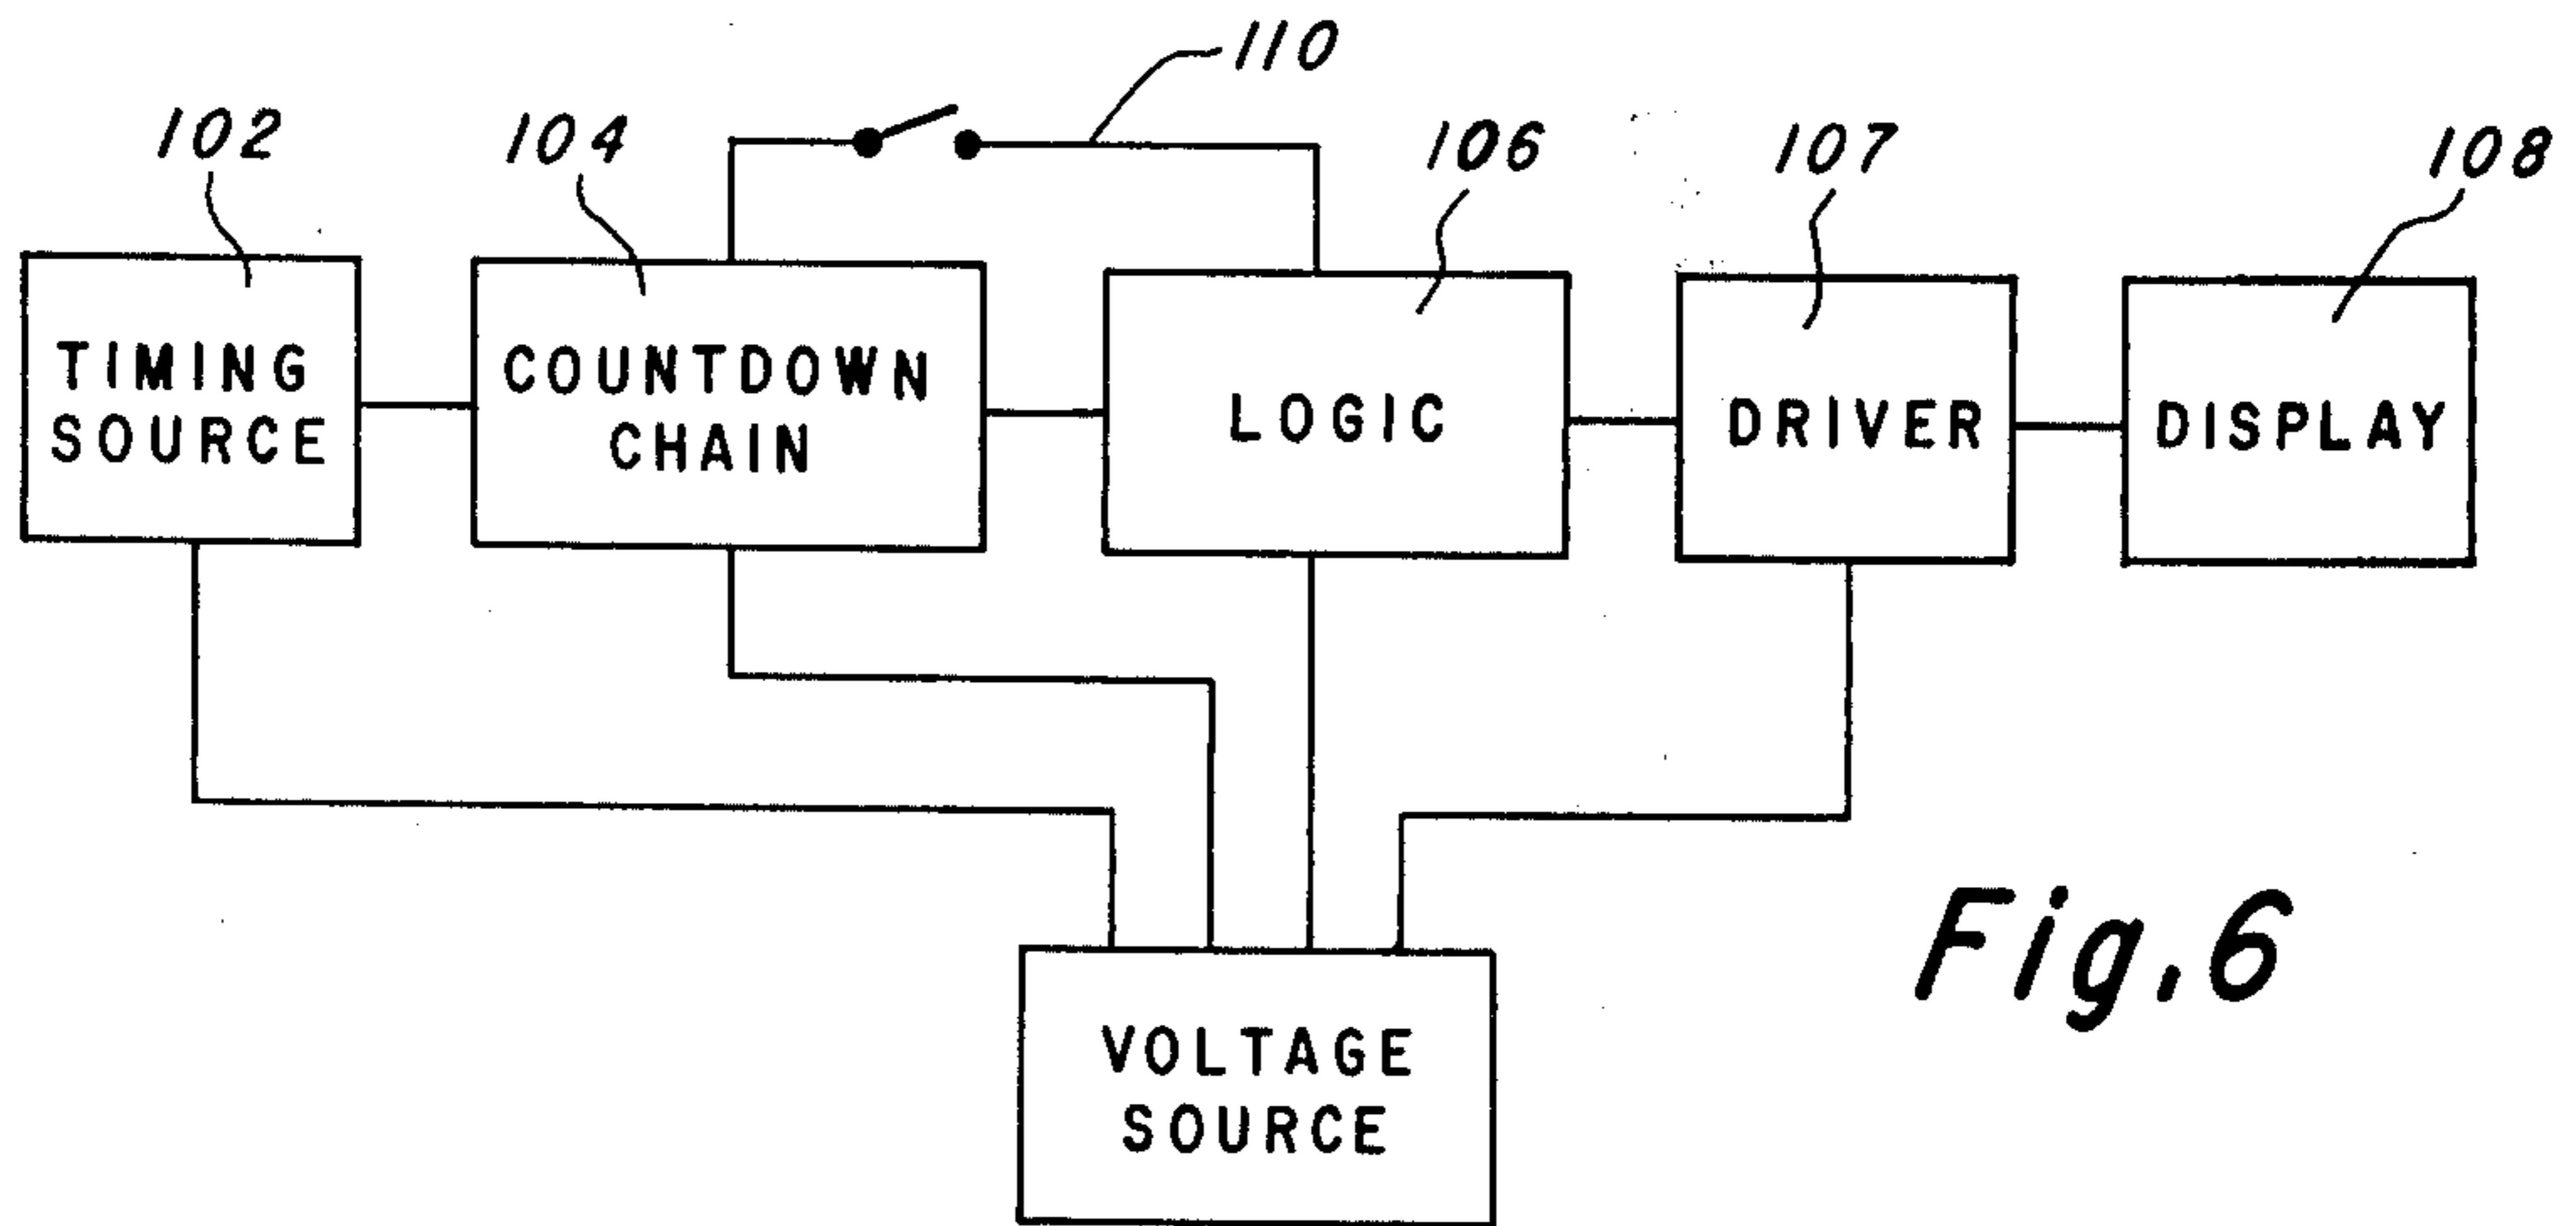 110
102
104
106
107
108
TIMING
SOURCE
COUNTDOWN
CHAIN
LOGIC
DRIVER
DISPLAY
VOLTAGE
SOURCE
Fig.6